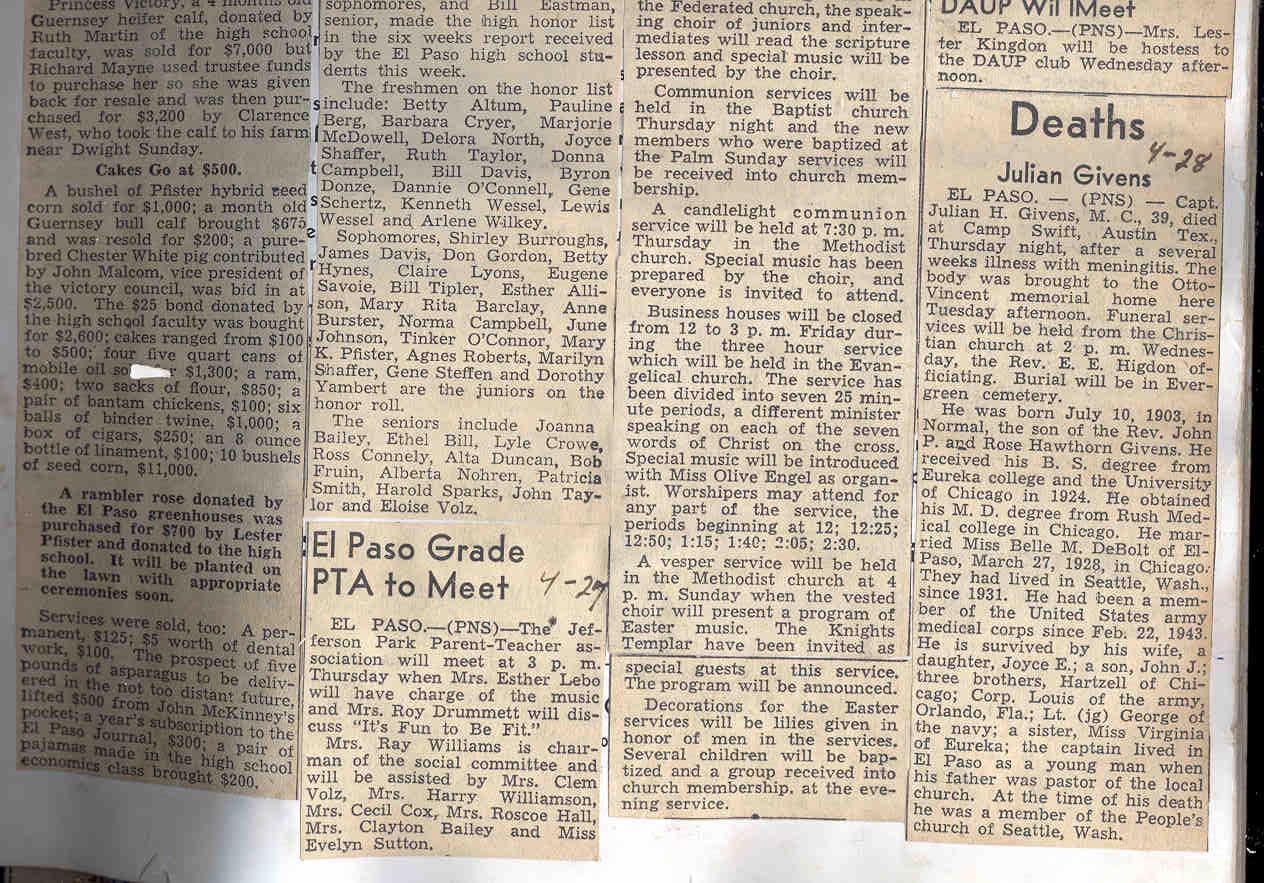 Princess Victory, a 4 months old
Guernsey heifer calf, donated by
Ruth Martin of the high school
faculty, was sold for $7,000 but
Richard Mayne used trustee funds
to purchase her so she was given
back for resale and was then pur-
chased for $3,200 by Clarence
West, who took the calf to his farm
near Dwight Sunday.
Cakes Go at $500.
A bushel of Pfister hybrid seed
corn sold for $1,000; a month old
Guernsey bull calf brought $675
and was resold for $200; a pure-
bred Chester White pig contributed
by John Malcom, vice president of
the victory council, was bid in at
$2,500. The $25 bond donated by
the high school faculty was bought
for $2,600; cakes ranged from $100
to $500; four five quart cans of
mobile oil so r $1,300; a ram,
$400; two sacks of flour, $850; a
pair of bantam chickens, $100; six
balls of binder twine, $1,000; a
box of cigars, $250; an 8 ounce
bottle of linament, $100; 10 bushels
of seed corn, $11,000.
A rambler rose donated by
the El Paso greenhouses was
purchased for $700 by Lester
Pfister and donated to the high
school. It will be planted on
the lawn with appropriate
ceremonies soon.
Services were sold, too: A per-
manent, $125; $5 worth of dental
work, $100. The prospect of five
pounds of asparagus to be deliv-
ered in the not too distant future,
lifted $500 from John McKinney's
pocket; a year's subscription to the
El Paso Journal, $300; a pair of
pajamas made in the high school
economics class brought $200.
sophomores, and Bill Eastman,
senior, made the high honor list
in the six weeks report received
by the El Paso high school stu-
dents this week.
The freshmen on the honor list
include: Betty Altum, Pauline
Berg, Barbara Cryer, Marjorie
McDowell, Delora North, Joyce
Shaffer, Ruth Taylor, Donna
Campbell, Bill Davis, Byron
Donze, Dannie O'Connell, Gene
Schertz, Kenneth Wessel, Lewis
Wessel and Arlene Wilkey.
Sophomores, Shirley Burroughs,
James Davis, Don Gordon, Betty
Hynes, Claire Lyons, Eugene
Savoie, Bill Tipler, Esther Alli-
son, Mary Rita Barclay, Anne
Burster, Norma Campbell, June
Johnson, Tinker O'Connor, Mary
K. Pfister, Agnes Roberts, Marilyn
Shaffer, Gene Steffen and Dorothy
Yambert are the juniors on the
honor roll.
The seniors include Joanna
Bailey, Ethel Bill, Lyle Crowe,
Ross Connely, Alta Duncan, Bob
Fruin, Alberta Nohren, Patricia
Smith, Harold Sparks, John Tay-
lor and Eloise Volz.
El Paso Grade
PTA to Meet 4-27
EL PASO.—(PNS)—The Jef-
ferson Park Parent-Teacher as-
sociation will meet at 3 p. m.
Thursday when Mrs. Esther Lebo
will have charge of the music
and Mrs. Roy Drummett will dis-
cuss "It's Fun to Be Fit."
Mrs. Ray Williams is chair-
man of the social committee and
will be assisted by Mrs. Clem
Volz, Mrs. Harry Williamson,
Mrs. Cecil Cox, Mrs. Roscoe Hall,
Mrs. Clayton Bailey and Miss
Evelyn Sutton.
the Federated church, the speak-
ing choir of juniors and inter-
mediates will read the scripture
lesson and special music will be
presented by the choir.
Communion services will be
held in the Baptist church
Thursday night and the new
members who were baptized at
the Palm Sunday services will
be received into church mem-
bership.
A candlelight communion
service will be held at 7:30 p. m.
Thursday in the Methodist
church. Special music has been
prepared by the choir, and
everyone is invited to attend.
Business houses will be closed
from 12 to 3 p. m. Friday dur-
ing the three hour service
which will be held in the Evan-
gelical church. The service has
been divided into seven 25 min-
ute periods, a different minister
speaking on each of the seven
words of Christ on the cross.
Special music will be introduced
with Miss Olive Engel as organ-
ist. Worshipers may attend for
any part of the service, the
periods beginning at 12; 12:25;
12:50; 1:15; 1:40; 2:05; 2:30.
A vesper service will be held
in the Methodist church at 4
p. m. Sunday when the vested
choir will present a program of
Easter music. The Knights
Templar have been invited as
special guests at this service.
The program will be announced.
Decorations for the Easter
services will be lilies given in
honor of men in the services.
Several children will be bap-
tized and a group received into
church membership. at the eve-
ning service.
DAUP Wil lMeet
EL PASO.—(PNS)—Mrs. Les-
ter Kingdon will be hostess to
the DAUP club Wednesday after-
noon.
Deaths
4-28
Julian Givens
EL PASO. — (PNS) — Capt.
Julian H. Givens, M. C., 39, died
at Camp Swift, Austin Tex.,
Thursday night, after a several
weeks illness with meningitis. The
body was brought to the Otto-
Vincent memorial home here
Tuesday afternoon. Funeral ser-
vices will be held from the Chris-
tian church at 2 p. m. Wednes-
day, the Rev. E. E. Higdon of-
ficiating. Burial will be in Ever-
green cemetery.
He was born July 10, 1903, in
Normal, the son of the Rev. John
P. and Rose Hawthorn Givens. He
received his B. S. degree from
Eureka college and the University
of Chicago in 1924. He obtained
his M. D. degree from Rush Med-
ical college in Chicago. He mar-
ried Miss Belle M. DeBolt of El-
Paso, March 27, 1928, in Chicago.
They had lived in Seattle, Wash.,
since 1931. He had been a mem-
ber of the United States army
medical corps since Feb. 22, 1943.
He is survived by his wife, a
daughter, Joyce E.; a son, John J.;
three brothers, Hartzell of Chi-
cago; Corp. Louis of the army,
Orlando, Fla.; Lt. (jg) George of
the navy; a sister, Miss Virginia
of Eureka; the captain lived in
El Paso as a young man when
his father was pastor of the local
church. At the time of his death
he was a member of the People's
church of Seattle, Wash.